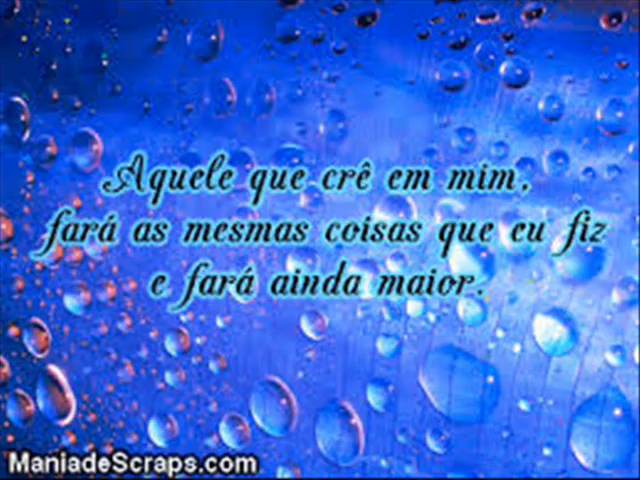 Aquele que crê em mim,
fará as mesmas coisas que eu fiz
e fará ainda maior.
ManiadeScraps.com